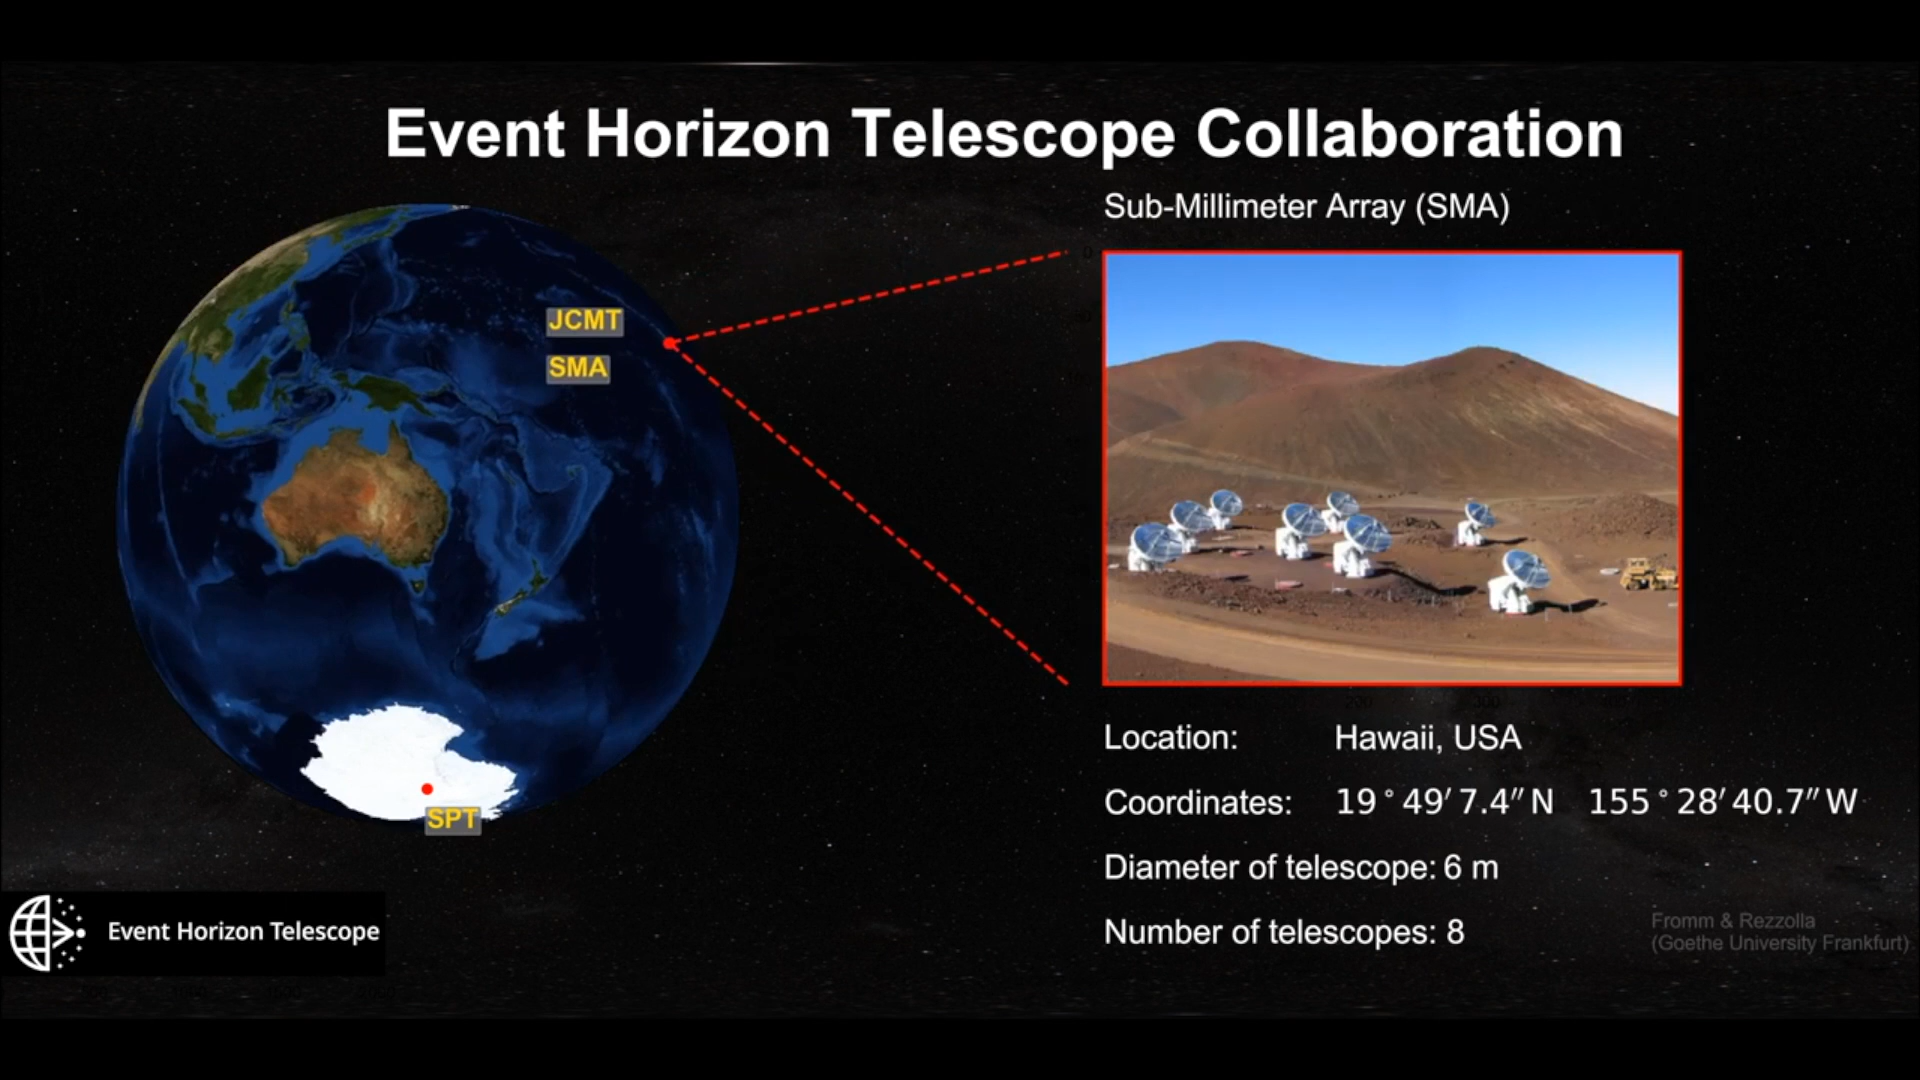 Event Horizon Telescope Collaboration
Sub-Millimeter Array (SMA)
JCMT
SMA
SPT
Location: Hawaii, USA
Coordinates: 19°49′7.4″N 155°28′40.7″W
Diameter of telescope: 6 m
Number of telescopes: 8
Event Horizon Telescope
Fromm & Rezzolla
(Goethe University Frankfurt)